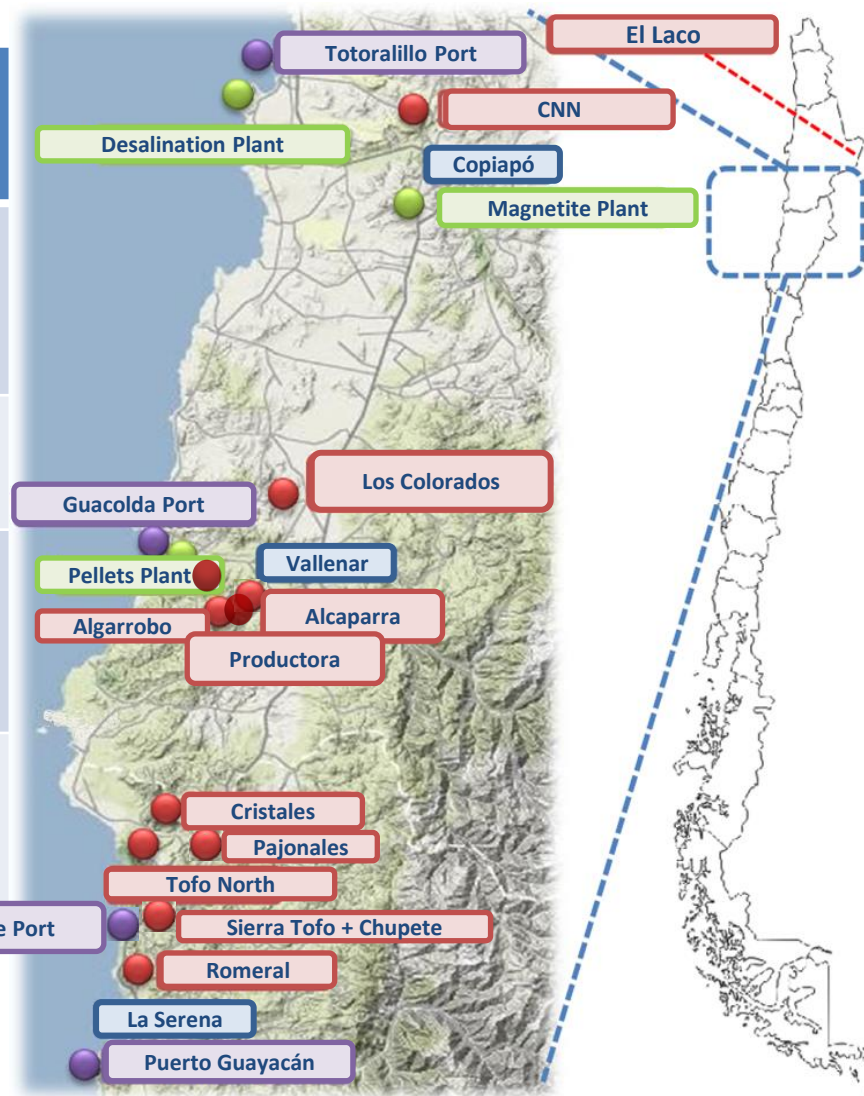 El Laco
Totoralillo Port
CNN
Desalination Plant
Copiapó
Magnetite Plant
Los Colorados
Guacolda Port
Vallenar
Pellets Plant
Alcaparra
Algarrobo
Productora
Cristales
Pajonales
Tofo North
e Port
Sierra Tofo + Chupete
Romeral
La Serena
Puerto Guayacán